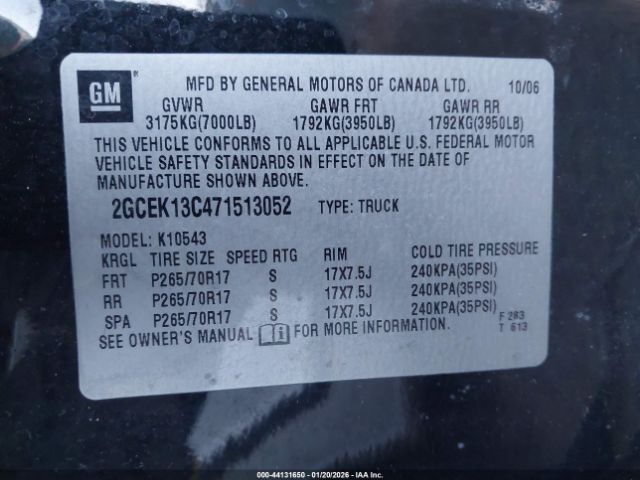 GM ® MFD BY GENERAL MOTORS OF CANADA LTD. 10/06
GVWR GAWR FRT GAWR RR
3175KG(7000LB) 1792KG(3950LB) 1792KG(3950LB)
THIS VEHICLE CONFORMS TO ALL APPLICABLE U.S. FEDERAL MOTOR
VEHICLE SAFETY STANDARDS IN EFFECT ON THE DATE OF
MANUFACTURE SHOWN ABOVE.
2GCEK13C471513052 TYPE: TRUCK
MODEL: K10543
KRGL TIRE SIZE SPEED RTG RIM COLD TIRE PRESSURE
FRT P265/70R17 S 17X7.5J 240KPA(35PSI)
RR P265/70R17 S 17X7.5J 240KPA(35PSI)
SPA P265/70R17 S 17X7.5J 240KPA(35PSI) F 283
SEE OWNER'S MANUAL FOR MORE INFORMATION. T 613
000-44131650 | 01/20/2026 - IAA Inc.